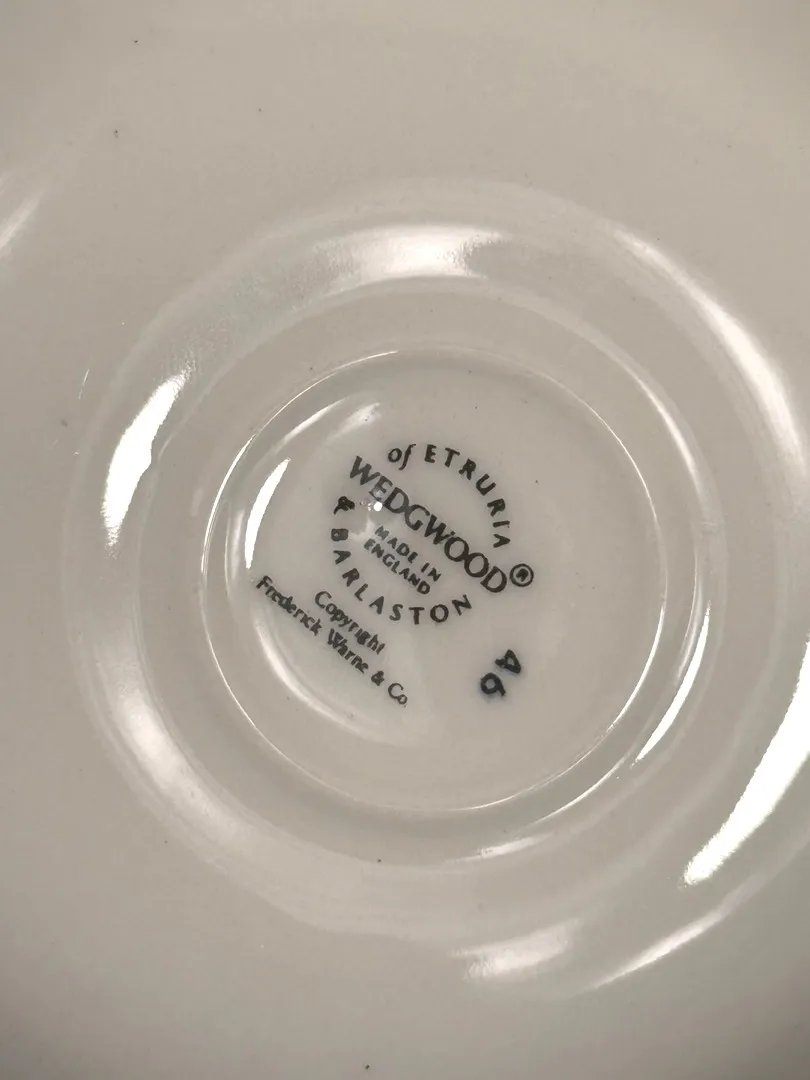 of ETRURIA
WEDGWOOD®
MADE IN
ENGLAND
& BARLASTON
Copyright
Frederick Warne & Co.
46